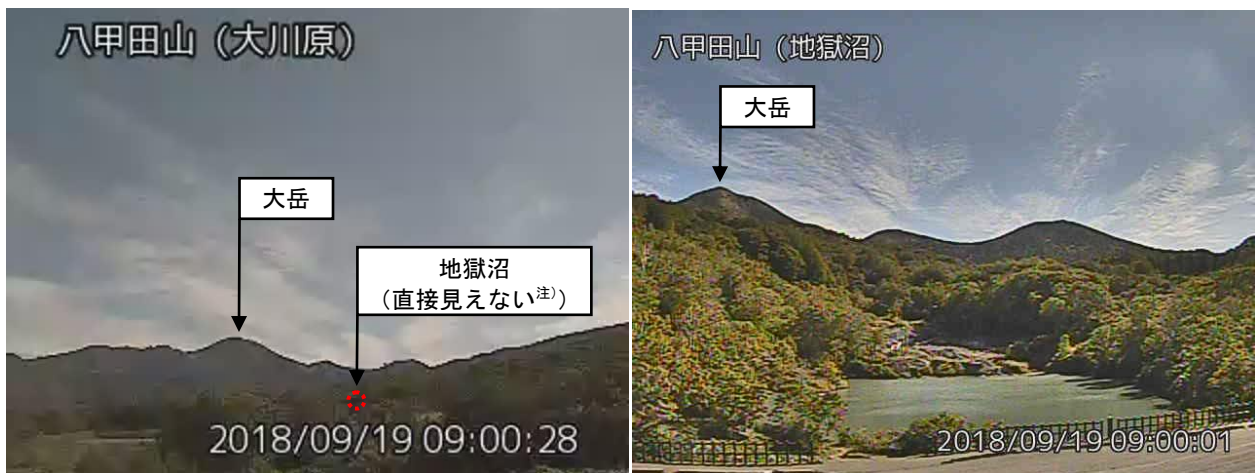 八甲田山（大川原）
大岳
地獄沼
（直接見えない注)）
2018/09/19 09:00:28
八甲田山（地獄沼）
大岳
2018/09/19 09:00:01